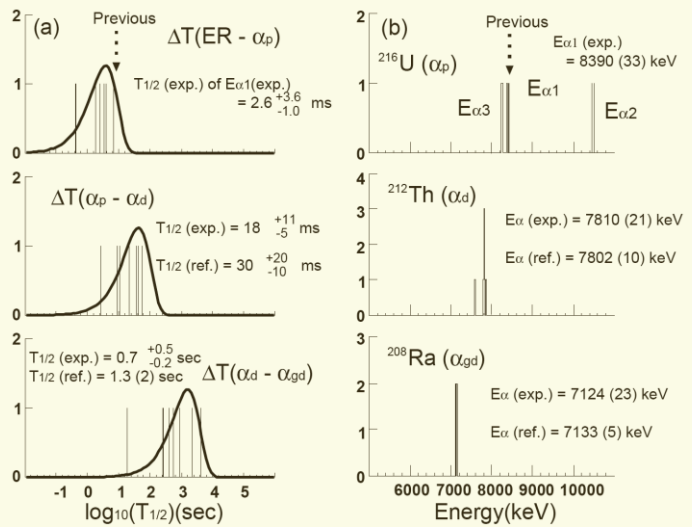 (a)
Previous
ΔT(ER - αp)
T1/2 (exp.) of Eα1(exp.)
= 2.6 +3.6 -1.0 ms
2
1
0
ΔT(αp - αd)
T1/2 (exp.) = 18 +11 -5 ms
T1/2 (ref.) = 30 +20 -10 ms
2
1
0
T1/2 (exp.) = 0.7 +0.5 -0.2 sec
T1/2 (ref.) = 1.3 (2) sec
ΔT(αd - αgd)
2
1
0
-1 0 1 2 3 4 5
log10(T1/2)(sec)
(b)
Previous
216U (αp)
Eα1 (exp.)
= 8390 (33) keV
Eα3
Eα1
Eα2
2
1
0
212Th (αd)
Eα (exp.) = 7810 (21) keV
Eα (ref.) = 7802 (10) keV
4
3
2
1
0
208Ra (αgd)
Eα (exp.) = 7124 (23) keV
Eα (ref.) = 7133 (5) keV
3
2
1
0
6000 7000 8000 9000 10000
Energy(keV)